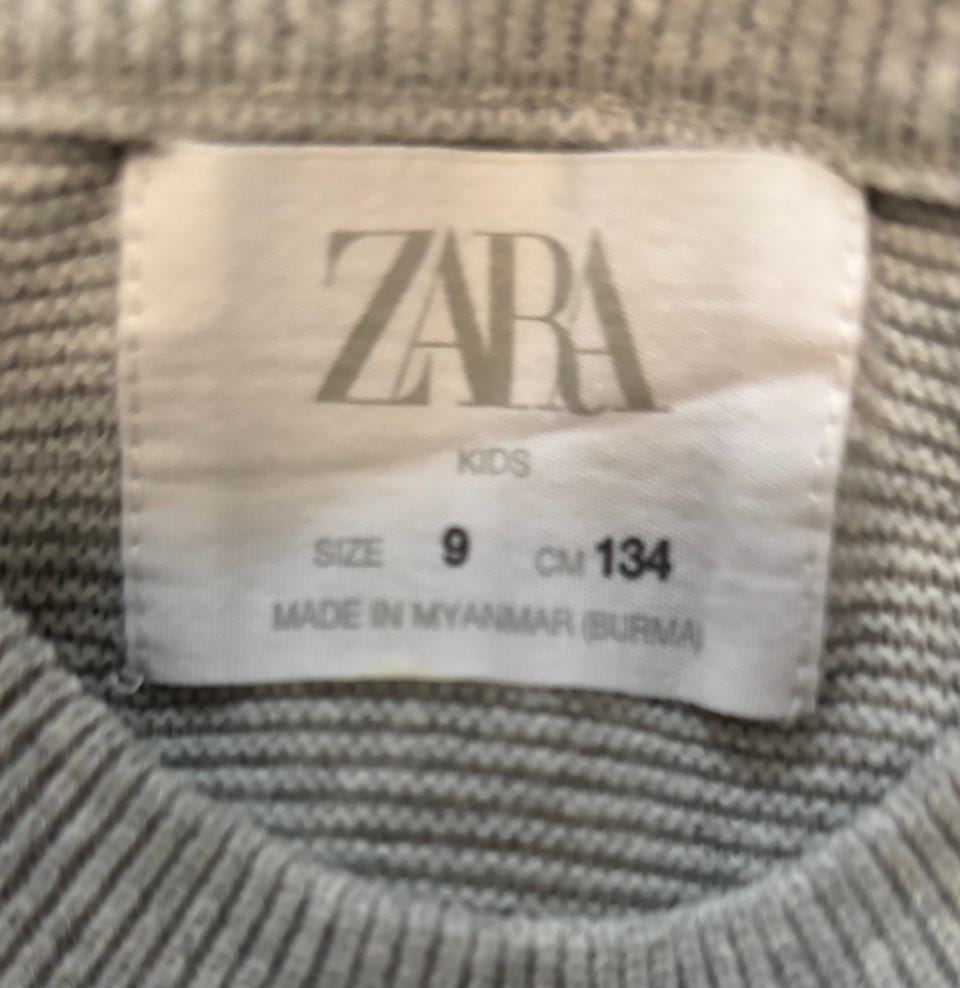 ZARA
KIDS
SIZE 9 CM 134
MADE IN MYANMAR (BURMA)